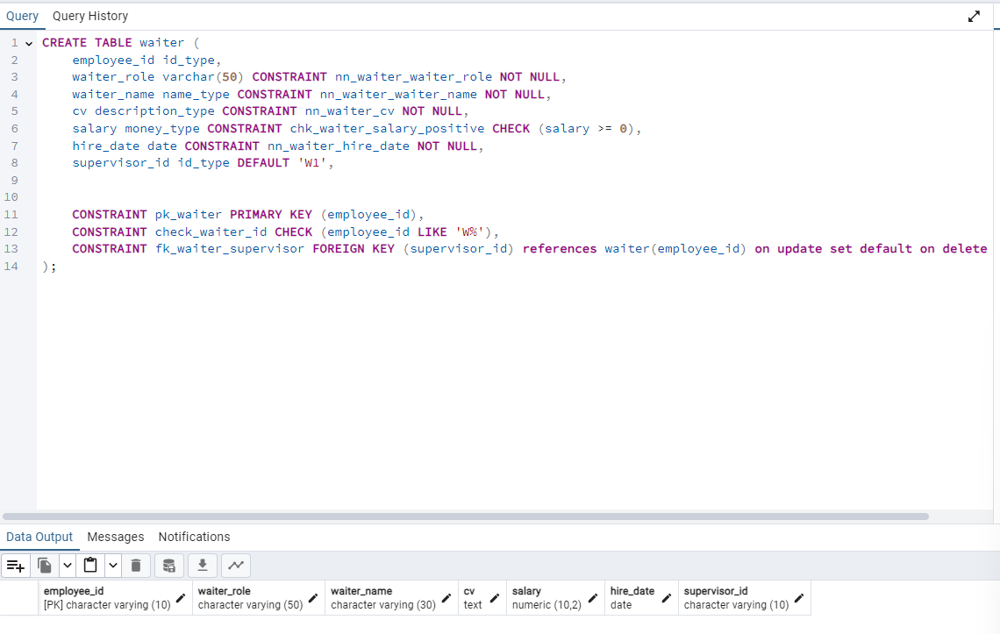 Query Query History
1 CREATE TABLE waiter (
2 employee_id id_type,
3 waiter_role varchar(50) CONSTRAINT nn_waiter_waiter_role NOT NULL,
4 waiter_name name_type CONSTRAINT nn_waiter_waiter_name NOT NULL,
5 cv description_type CONSTRAINT nn_waiter_cv NOT NULL,
6 salary money_type CONSTRAINT chk_waiter_salary_positive CHECK (salary >= 0),
7 hire_date date CONSTRAINT nn_waiter_hire_date NOT NULL,
8 supervisor_id id_type DEFAULT 'W1',
9
10
11 CONSTRAINT pk_waiter PRIMARY KEY (employee_id),
12 CONSTRAINT check_waiter_id CHECK (employee_id LIKE 'W%'),
13 CONSTRAINT fk_waiter_supervisor FOREIGN KEY (supervisor_id) references waiter(employee_id) on update set default on delete
14 );
Data Output Messages Notifications
employee_id waiter_role waiter_name cv salary hire_date supervisor_id
[PK] character varying (10) character varying (50) character varying (30) text numeric (10,2) date character varying (10)